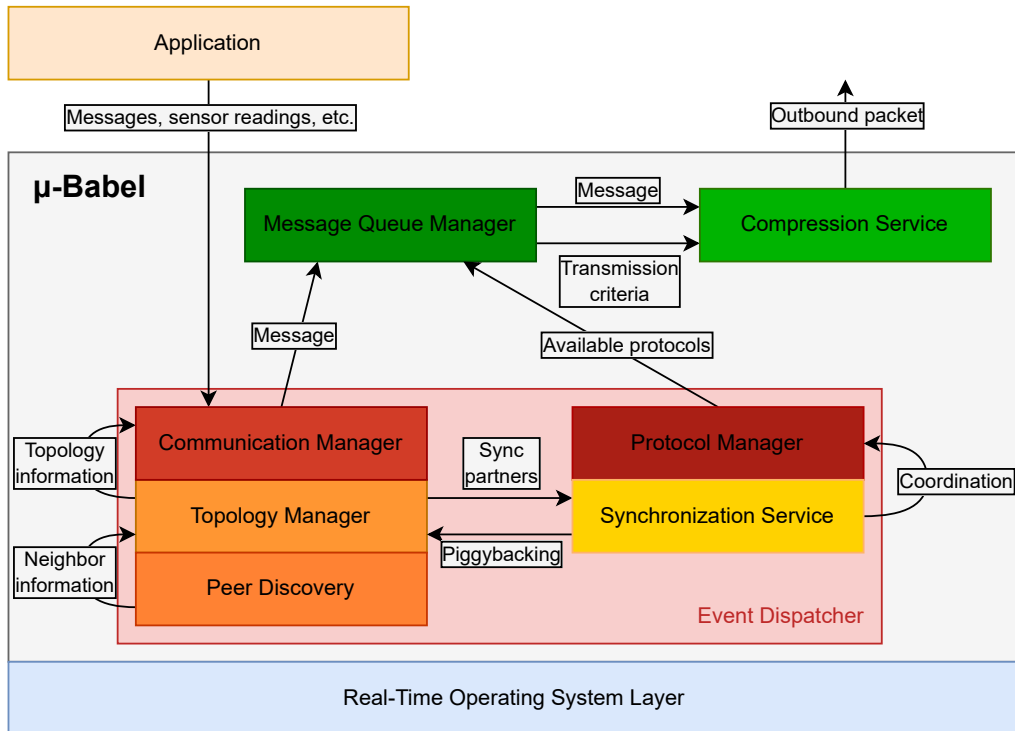 Application
Messages, sensor readings, etc.
Outbound packet
μ-Babel
Message Queue Manager
Message
Compression Service
Transmission
criteria
Message
Available protocols
Communication Manager
Protocol Manager
Topology
information
Sync
partners
Coordination
Topology Manager
Synchronization Service
Neighbor
information
Piggybacking
Peer Discovery
Event Dispatcher
Real-Time Operating System Layer